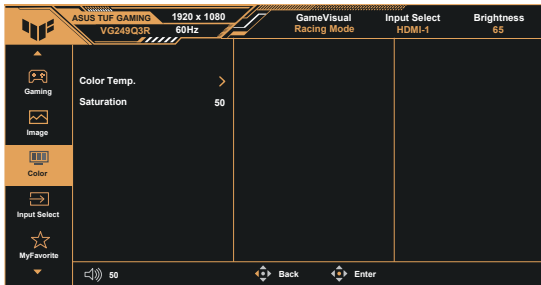 ASUS TUF GAMING
VG249Q3R
1920 x 1080
60Hz
GameVisual
Racing Mode
Input Select
HDMI-1
Brightness
65
Gaming
Image
Color
Input Select
MyFavorite
Color Temp.
Saturation 50
50
Back
Enter